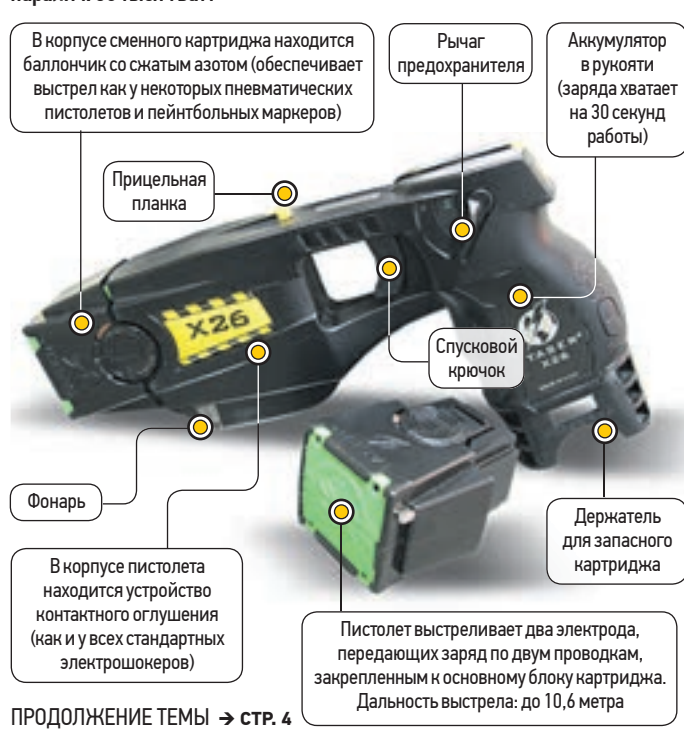 В корпусе сменного картриджа находится
баллончик со сжатым азотом (обеспечивает
выстрел как у некоторых пневматических
пистолетов и пейнтбольных маркеров)
Рычаг
предохранителя
Аккумулятор
в рукояти
(заряда хватает
на 30 секунд
работы)
Прицельная
планка
X26
Спусковой
крючок
TASER
X26
Фонарь
В корпусе пистолета
находится устройство
контактного оглушения
(как и у всех стандартных
электрошокеров)
Держатель
для запасного
картриджа
Пистолет выстреливает два электрода,
передающих заряд по двум проводкам,
закрепленным к основному блоку картриджа.
Дальность выстрела: до 10,6 метра
ПРОДОЛЖЕНИЕ ТЕМЫ → СТР. 4